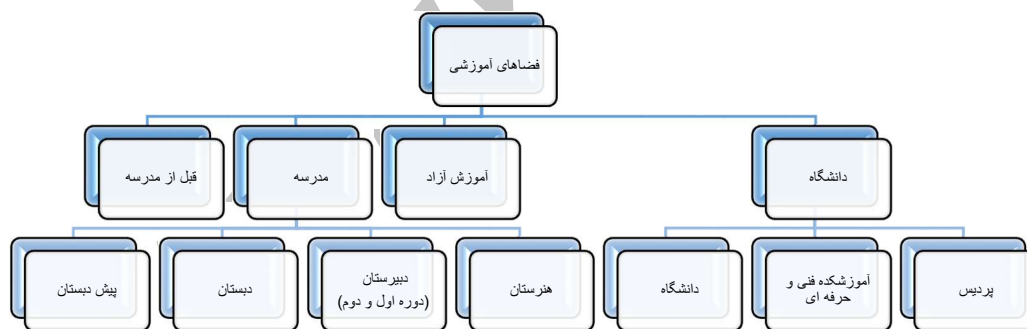 فضاهای آموزشی
دانشگاه
آموزش آزاد
مدرسه
قبل از مدرسه
پردیس
آموزشکده فنی و
حرفه ای
دانشگاه
هنرستان
دبیرستان
(دوره اول و دوم)
دبستان
پیش دبستان